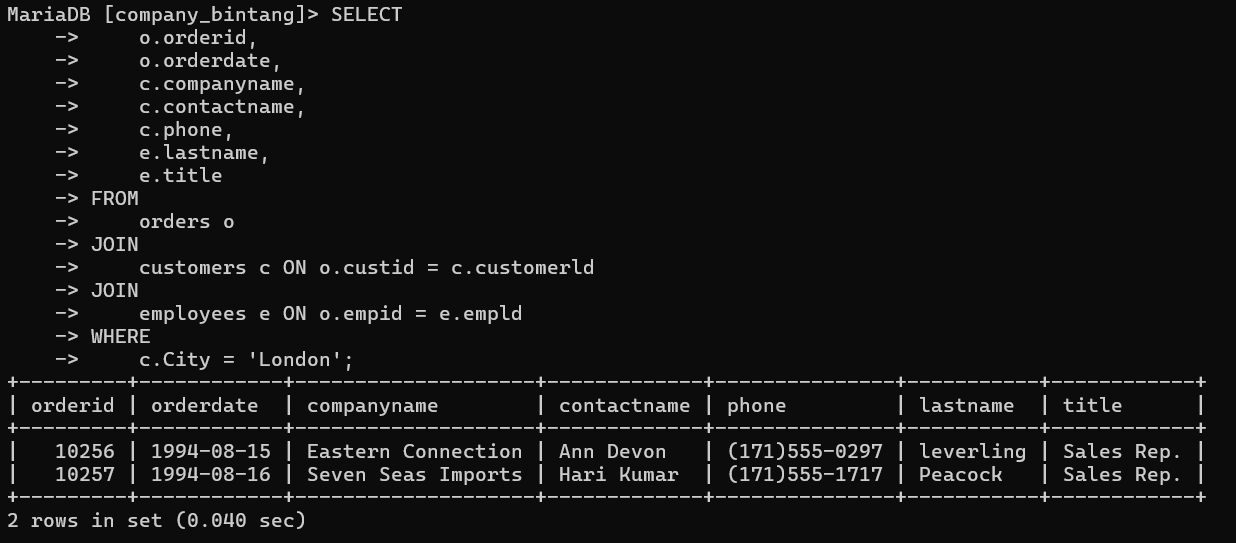 MariaDB [company_bintang]> SELECT
    ->     o.orderid,
    ->     o.orderdate,
    ->     c.companyname,
    ->     c.contactname,
    ->     c.phone,
    ->     e.lastname,
    ->     e.title
    -> FROM
    ->     orders o
    -> JOIN
    ->     customers c ON o.custid = c.customerld
    -> JOIN
    ->     employees e ON o.empid = e.empld
    -> WHERE
    ->     c.City = 'London';
+---------+------------+--------------------+-------------+---------------+-----------+------------+
| orderid | orderdate  | companyname        | contactname | phone         | lastname  | title      |
+---------+------------+--------------------+-------------+---------------+-----------+------------+
|   10256 | 1994-08-15 | Eastern Connection | Ann Devon   | (171)555-0297 | leverling | Sales Rep. |
|   10257 | 1994-08-16 | Seven Seas Imports | Hari Kumar  | (171)555-1717 | Peacock   | Sales Rep. |
+---------+------------+--------------------+-------------+---------------+-----------+------------+
2 rows in set (0.040 sec)